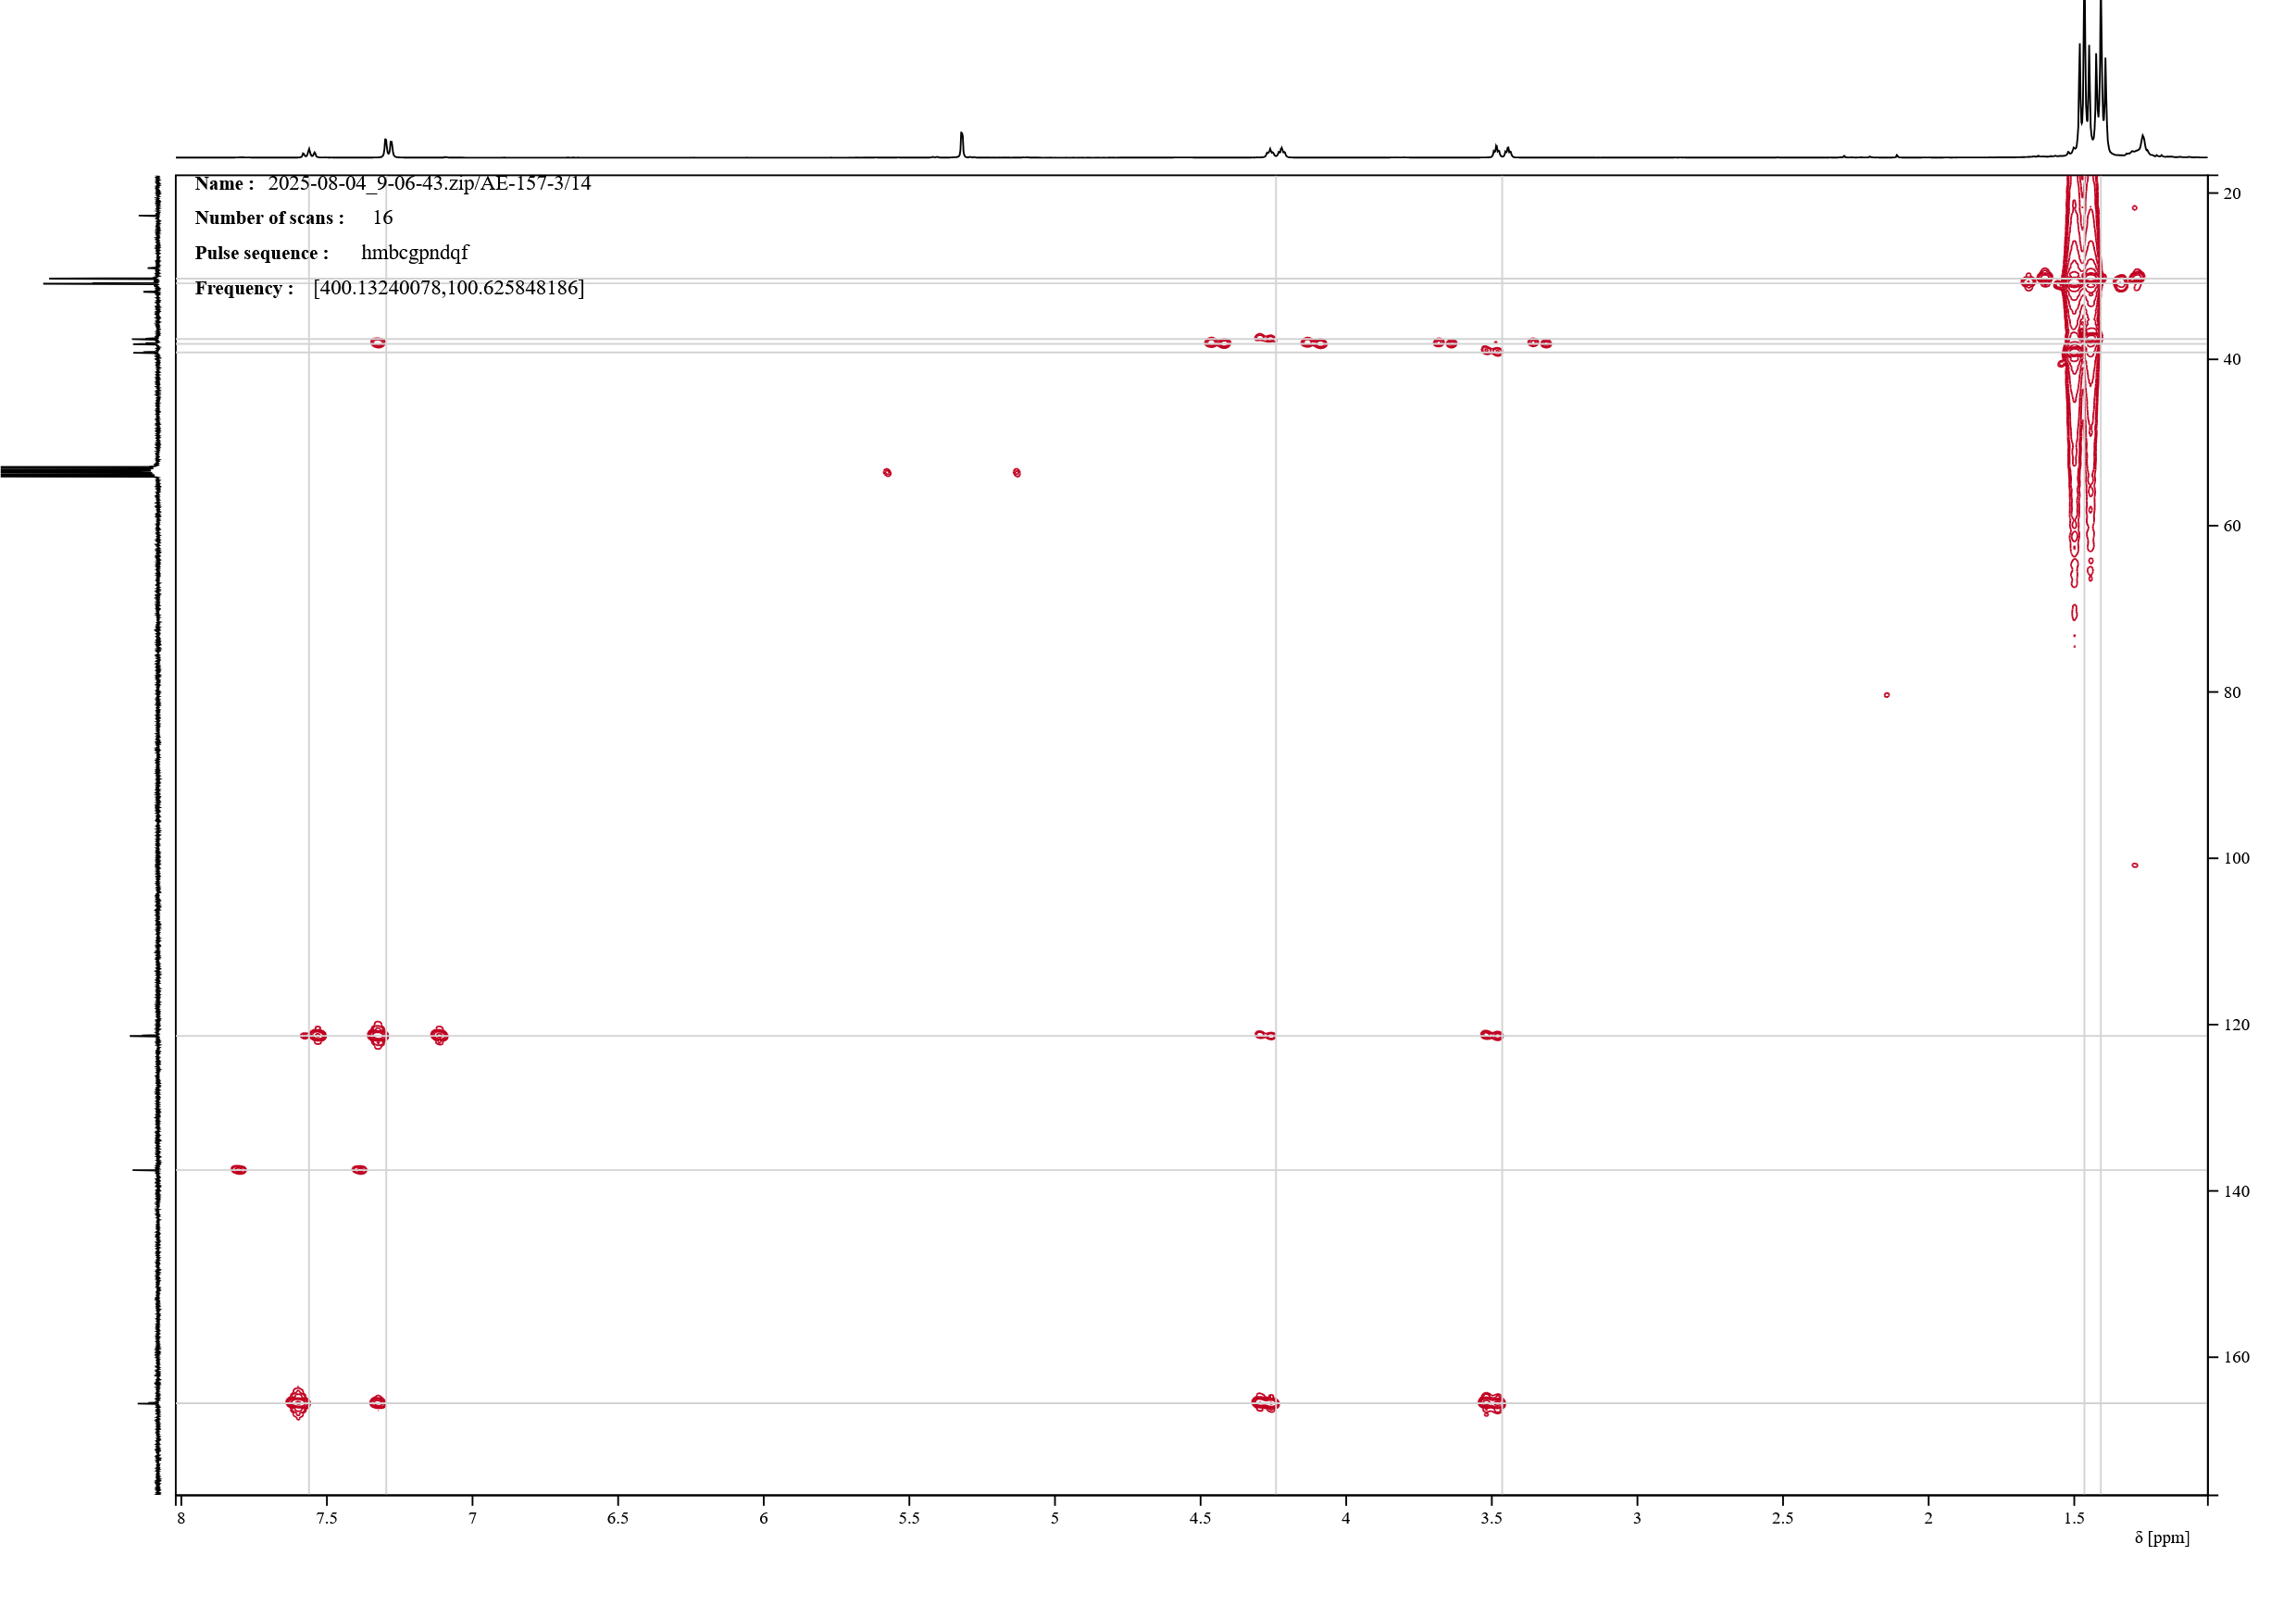 Name : 2025-08-04_9-06-43.zip/AE-157-3/14
Number of scans : 16
Pulse sequence : hmbcgpndqf
Frequency : [400.13240078,100.625848186]
20
40
60
80
100
120
140
160
8 7.5 7 6.5 6 5.5 5 4.5 4 3.5 3 2.5 2 1.5
δ [ppm]